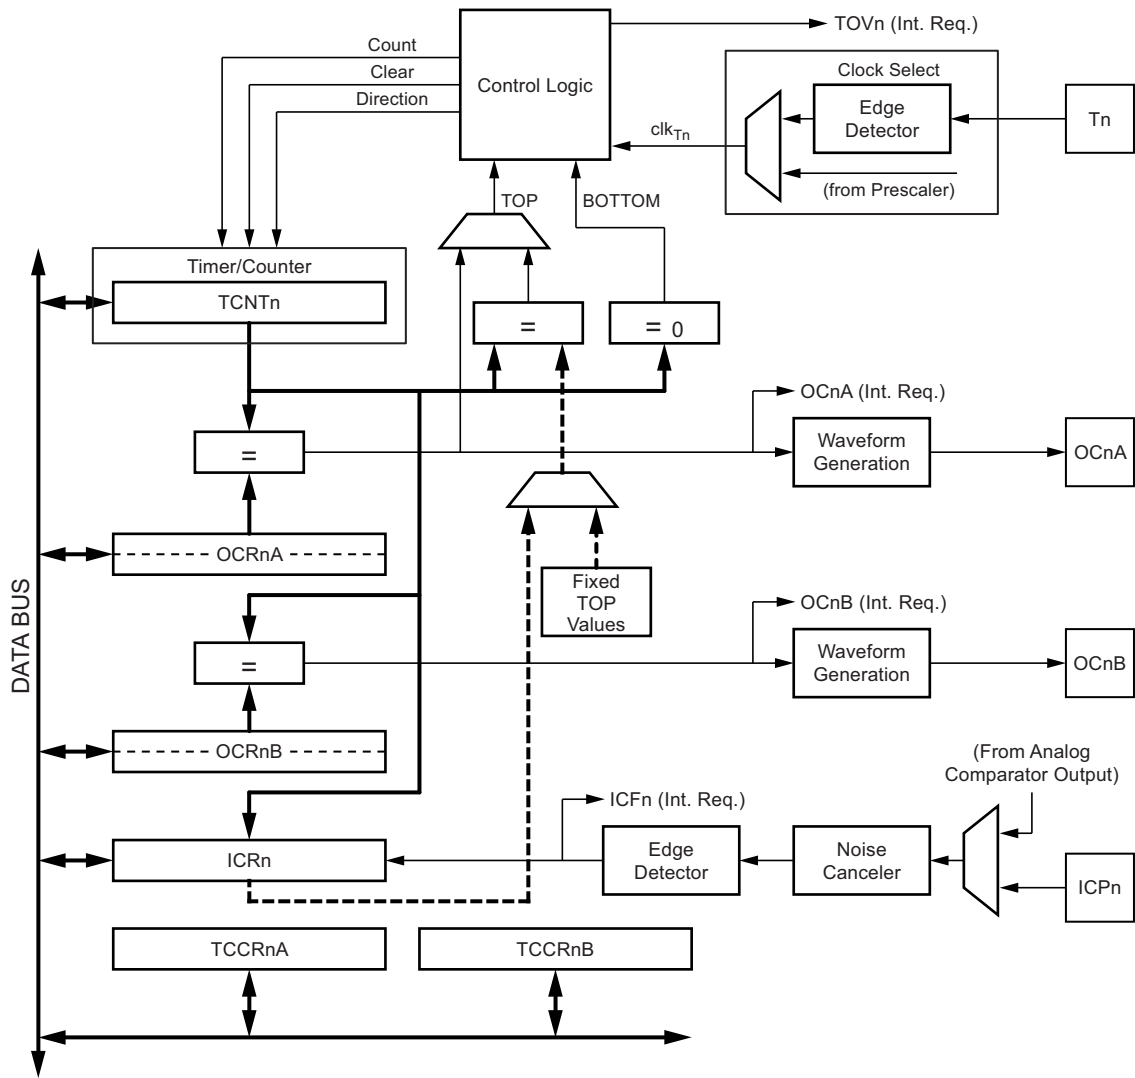 TOVn (Int. Req.)
Count
Clear
Direction
Control Logic
Clock Select
Edge
Detector
Tn
clkTn
(from Prescaler)
TOP
BOTTOM
Timer/Counter
TCNTn
=
= 0
OCnA (Int. Req.)
=
Waveform
Generation
OCnA
OCRnA
Fixed
TOP
Values
DATA BUS
OCnB (Int. Req.)
=
Waveform
Generation
OCnB
OCRnB
(From Analog
Comparator Output)
ICFn (Int. Req.)
ICRn
Edge
Detector
Noise
Canceler
ICPn
TCCRnA
TCCRnB